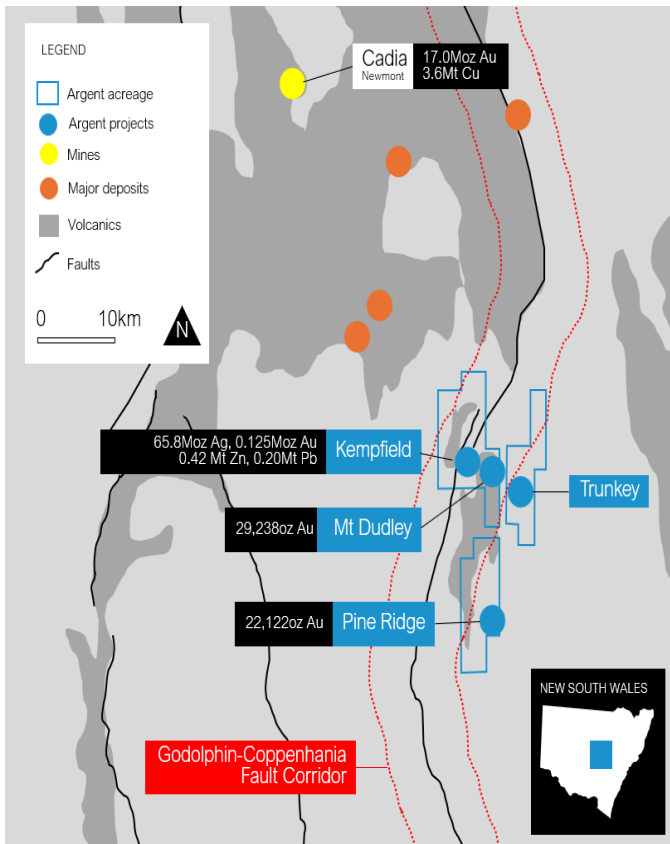 LEGEND
Argent acreage
Argent projects
Mines
Major deposits
Volcanics
Faults
0 10km
N
Cadia
Newmont
17.0Moz Au
3.6Mt Cu
65.8Moz Ag, 0.125Moz Au
0.42 Mt Zn, 0.20Mt Pb
Kempfield
Trunkey
29,238oz Au
Mt Dudley
22,122oz Au
Pine Ridge
Godolphin-Coppenhania
Fault Corridor
NEW SOUTH WALES